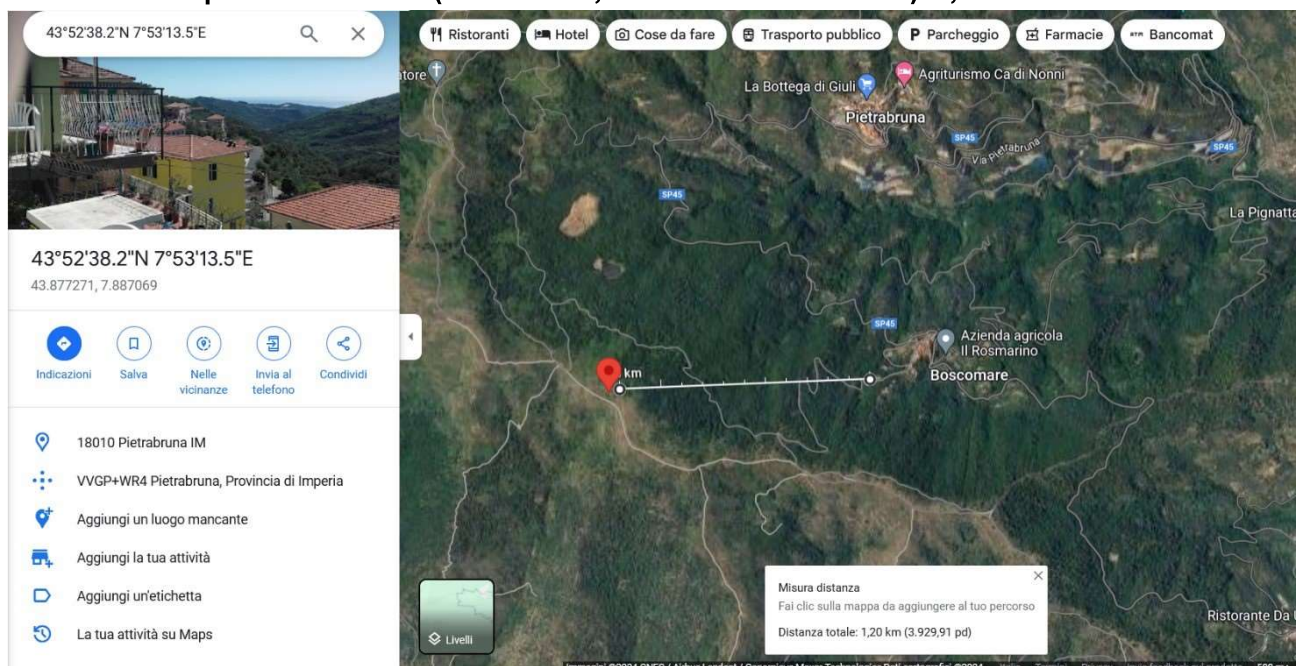 43°52'38.2"N 7°53'13.5"E
43°52'38.2"N 7°53'13.5"E
43.877271, 7.887069
Indicazioni
Salva
Nelle vicinanze
Invia al telefono
Condividi
18010 Pietrabruna IM
VVGP+WR4 Pietrabruna, Provincia di Imperia
Aggiungi un luogo mancante
Aggiungi la tua attività
Aggiungi un'etichetta
La tua attività su Maps
Ristoranti
Hotel
Cose da fare
Trasporto pubblico
P Parcheggio
Farmacie
ATM Bancomat
tore
Agriturismo Ca di Nonni
La Bottega di Giuli
Pietrabruna
SP45
Via Pietrabruna
SP45
SP45
La Pignatta
SP45
Azienda agricola
Il Rosmarino
Boscomare
km
Misura distanza
Fai clic sulla mappa da aggiungere al tuo percorso
Distanza totale: 1,20 km (3.929,91 pd)
Ristorante Da
Livelli